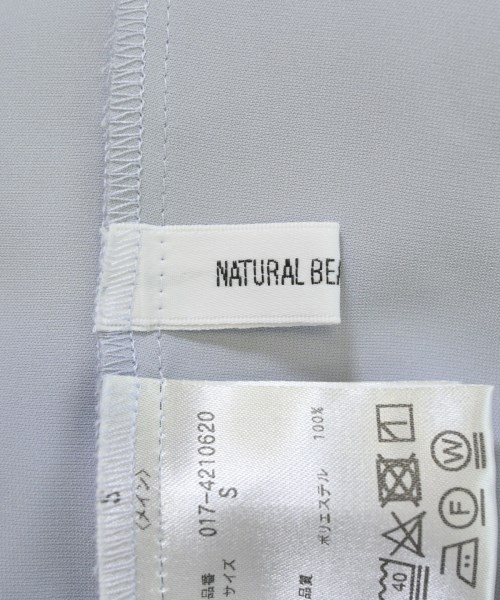 NATURAL BEA
〈メイン〉
品番 017-4210620
サイズ S
品質
ポリエステル 100%
40
W
F